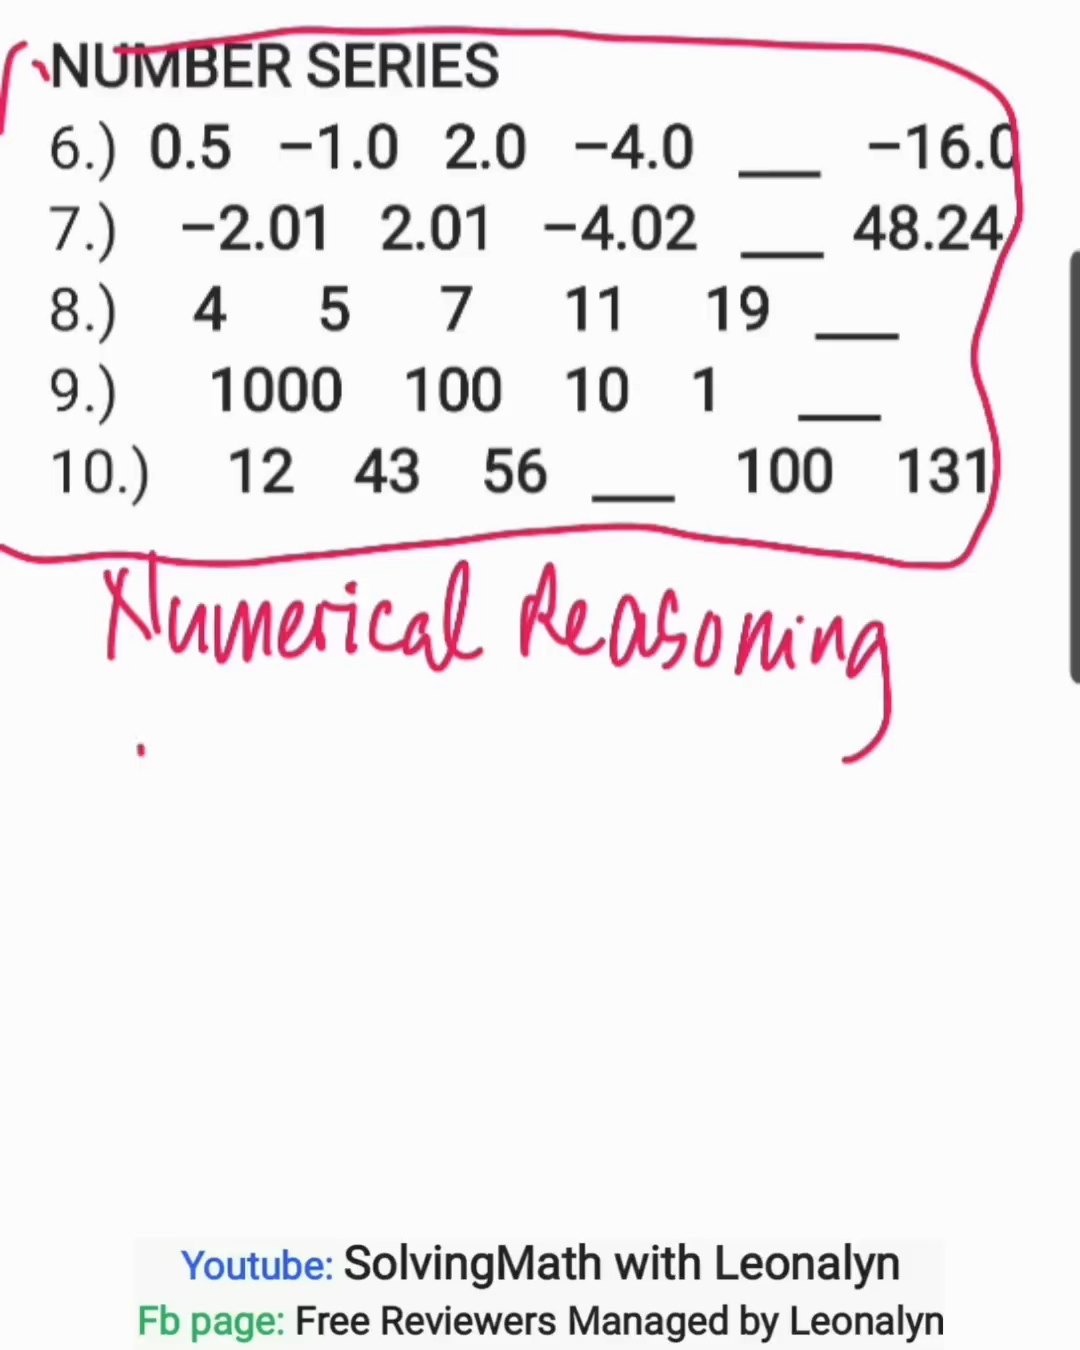 NUMBER SERIES
6.) 0.5 −1.0 2.0 −4.0 ___ −16.0
7.) −2.01 2.01 −4.02 ___ 48.24
8.) 4 5 7 11 19 ___
9.) 1000 100 10 1 ___
10.) 12 43 56 ___ 100 131
Numerical Reasoning
Youtube: SolvingMath with Leonalyn
Fb page: Free Reviewers Managed by Leonalyn